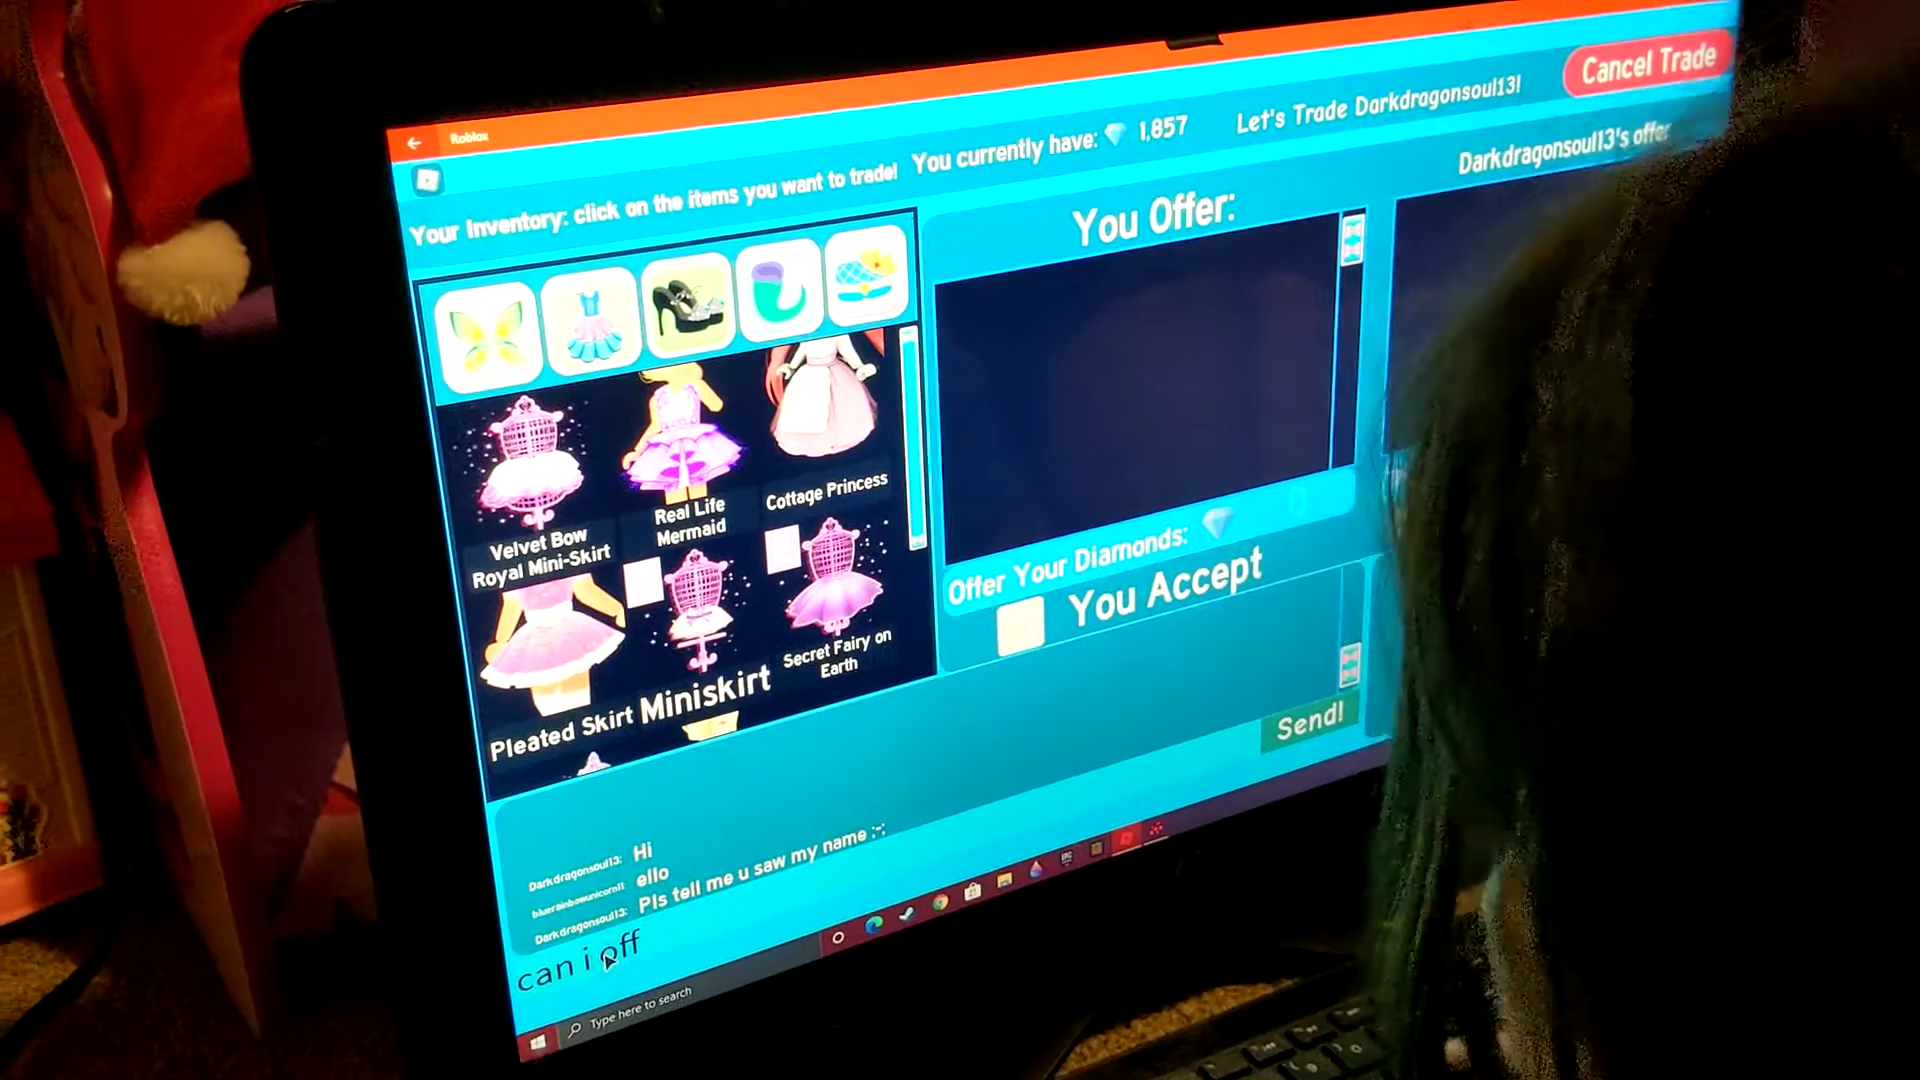 Roblox
Cancel Trade
Let's Trade Darkdragonsoul13!
You currently have: 1,857
Your Inventory: click on the items you want to trade!
Darkdragonsoul13's offer
You Offer:
Velvet Bow
Royal Mini-Skirt
Real Life
Mermaid
Cottage Princess
Pleated Skirt
Miniskirt
Secret Fairy on
Earth
Offer Your Diamonds: 0
You Accept
Send!
Darkdragonsoul13: Hi
bluerainbowunicorn11: ello
Darkdragonsoul13: Pls tell me u saw my name :-;
can i off
Type here to search